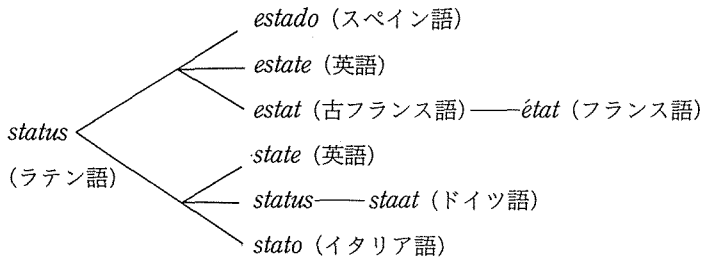 estado（スペイン語）
estate（英語）
estat（古フランス語）——état（フランス語）
status
（ラテン語）
state（英語）
status——staat（ドイツ語）
stato（イタリア語）